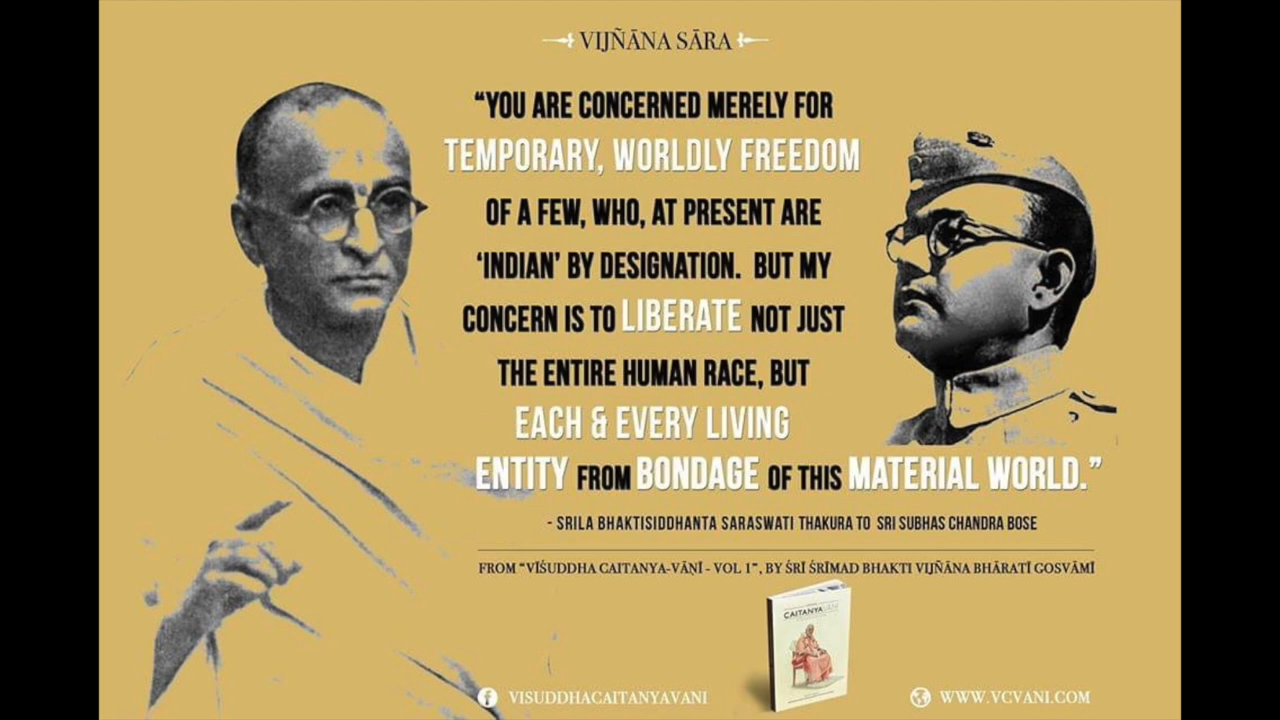 VIJÑĀNA SĀRA
“YOU ARE CONCERNED MERELY FOR
TEMPORARY, WORLDLY FREEDOM
OF A FEW, WHO, AT PRESENT ARE
‘INDIAN’ BY DESIGNATION. BUT MY
CONCERN IS TO LIBERATE NOT JUST
THE ENTIRE HUMAN RACE, BUT
EACH & EVERY LIVING
ENTITY FROM BONDAGE OF THIS MATERIAL WORLD.”
- SRILA BHAKTISIDDHANTA SARASWATI THAKURA TO SRI SUBHAS CHANDRA BOSE
FROM “VĪŚUDDHA CAITANYA-VĀṆĪ - VOL 1”, BY ŚRĪ ŚRĪMAD BHAKTI VIJÑĀNA BHĀRATĪ GOSVĀMĪ
CAITANYAVĀNĪ
VISUDDHACAITANYAVANI
WWW.VCVANI.COM